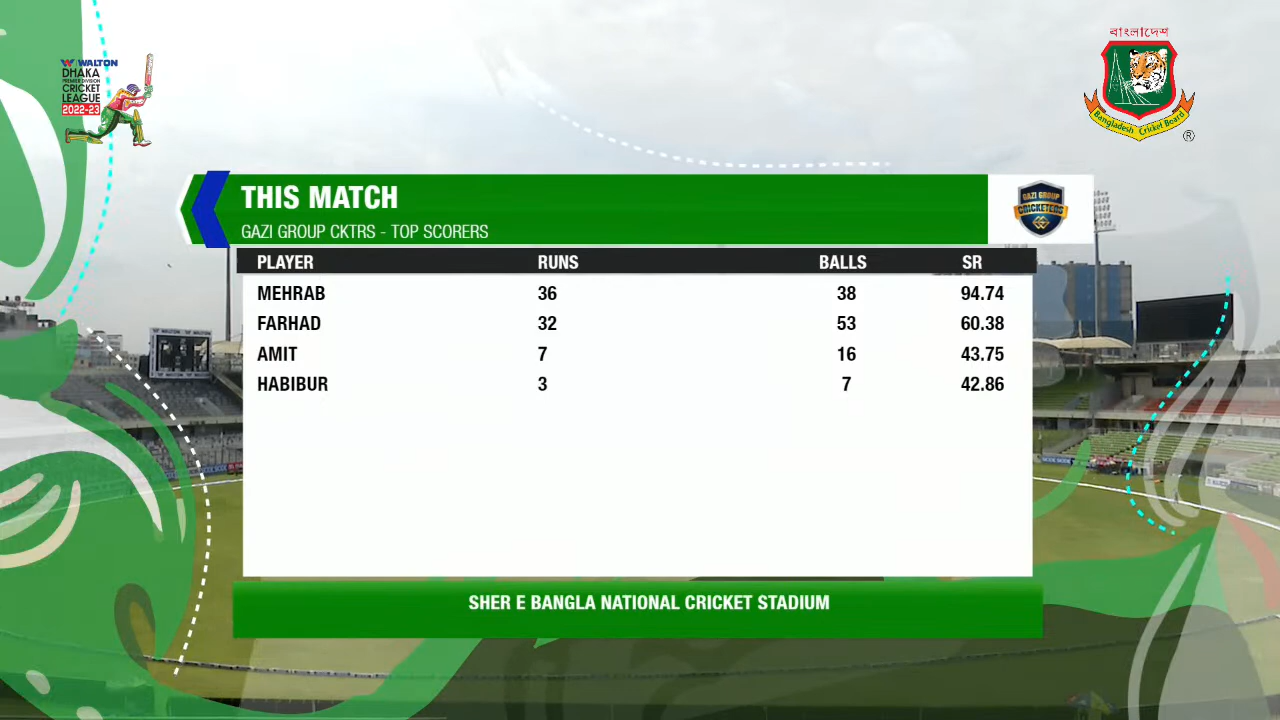 WALTON
DHAKA
PREMIER DIVISION
CRICKET
LEAGUE
2022-23
বাংলাদেশ
Bangladesh Cricket Board
®
THIS MATCH
GAZI GROUP CKTRS - TOP SCORERS
GAZI GROUP
CRICKETERS
PLAYER RUNS BALLS SR
MEHRAB 36 38 94.74
FARHAD 32 53 60.38
AMIT 7 16 43.75
HABIBUR 3 7 42.86
WALTON
SHER E BANGLA NATIONAL CRICKET STADIUM